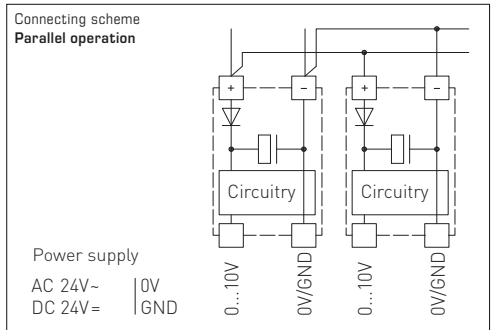 Connecting scheme
Parallel operation
+ − + −
Circuitry Circuitry
Power supply
AC 24V~ 0V
DC 24V= GND
0...10V
0V/GND
0...10V
0V/GND